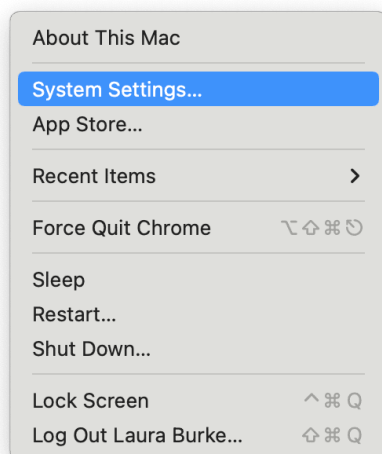 About This Mac
System Settings...
App Store...
Recent Items >
Force Quit Chrome ⌥⇧⌘⎋
Sleep
Restart...
Shut Down...
Lock Screen ^⌘Q
Log Out Laura Burke... ⇧⌘Q